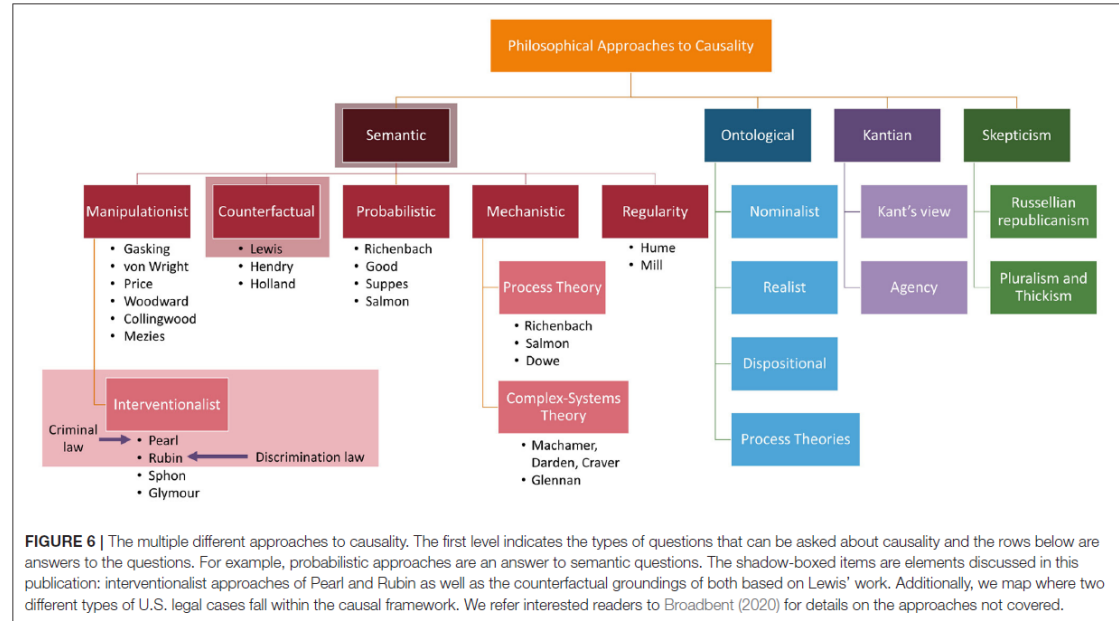 Philosophical Approaches to Causality
Semantic
Ontological
Kantian
Skepticism
Manipulationist
• Gasking
• von Wright
• Price
• Woodward
• Collingwood
• Mezies
Counterfactual
• Lewis
• Hendry
• Holland
Probabilistic
• Richenbach
• Good
• Suppes
• Salmon
Mechanistic
Regularity
• Hume
• Mill
Process Theory
• Richenbach
• Salmon
• Dowe
Complex-Systems
Theory
• Machamer,
Darden, Craver
• Glennan
Interventionalist
Criminal
law
• Pearl
• Rubin
• Sphon
• Glymour
Discrimination law
Nominalist
Realist
Dispositional
Process Theories
Kant's view
Agency
Russellian
republicanism
Pluralism and
Thickism
FIGURE 6 | The multiple different approaches to causality. The first level indicates the types of questions that can be asked about causality and the rows below are
answers to the questions. For example, probabilistic approaches are an answer to semantic questions. The shadow-boxed items are elements discussed in this
publication: interventionalist approaches of Pearl and Rubin as well as the counterfactual groundings of both based on Lewis' work. Additionally, we map where two
different types of U.S. legal cases fall within the causal framework. We refer interested readers to Broadbent (2020) for details on the approaches not covered.